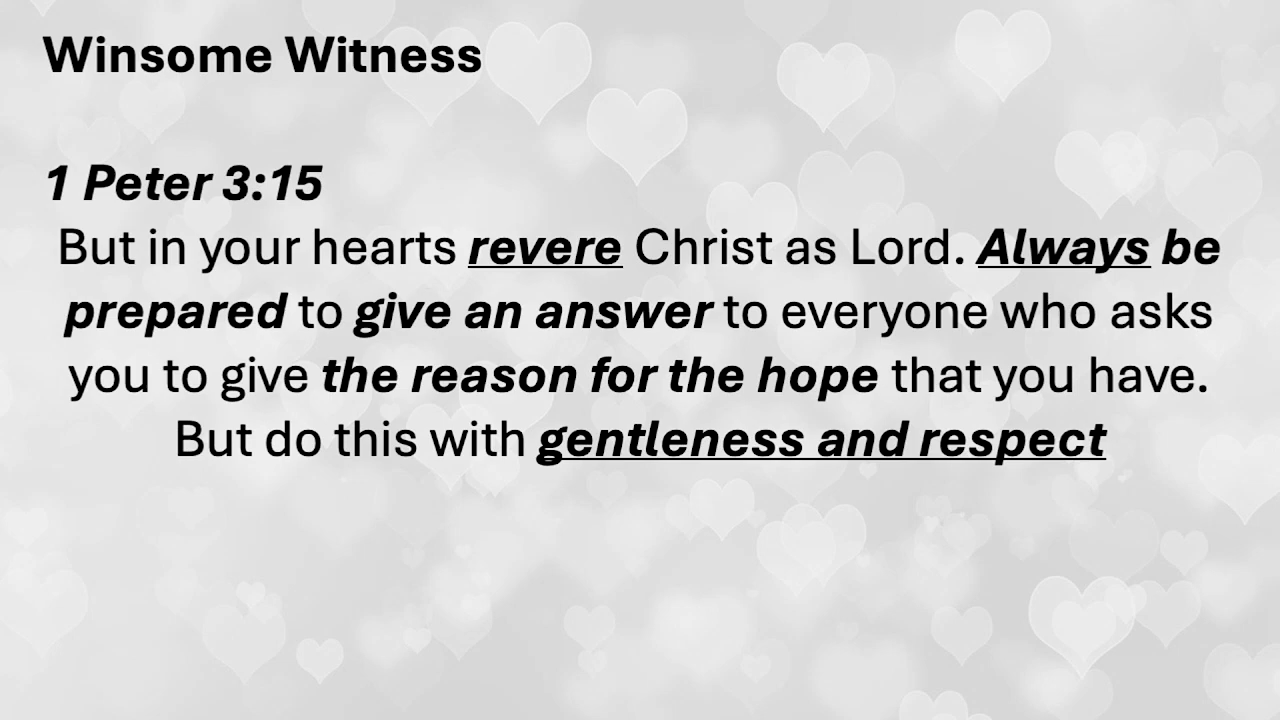 Winsome Witness
1 Peter 3:15
But in your hearts revere Christ as Lord. Always be
prepared to give an answer to everyone who asks
you to give the reason for the hope that you have.
But do this with gentleness and respect